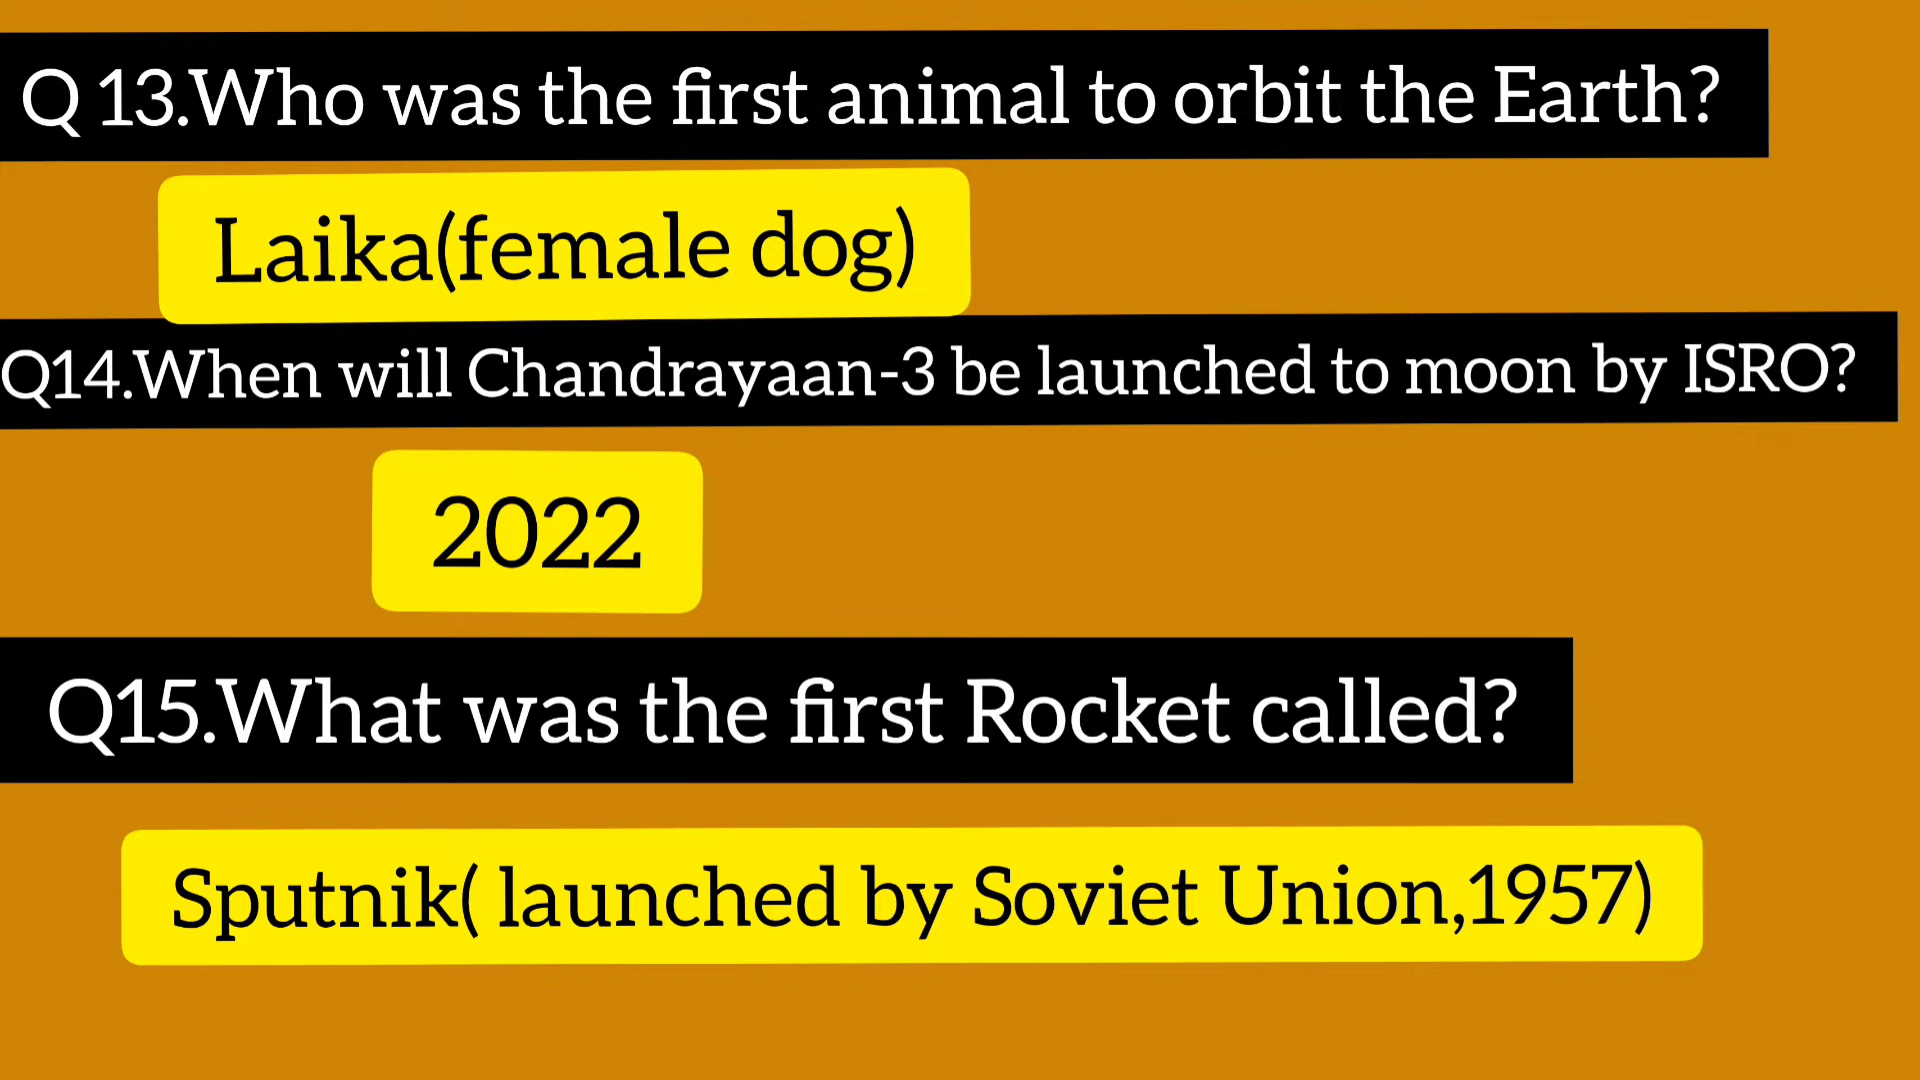 Q 13.Who was the first animal to orbit the Earth?
Laika(female dog)
Q14.When will Chandrayaan-3 be launched to moon by ISRO?
2022
Q15.What was the first Rocket called?
Sputnik( launched by Soviet Union,1957)